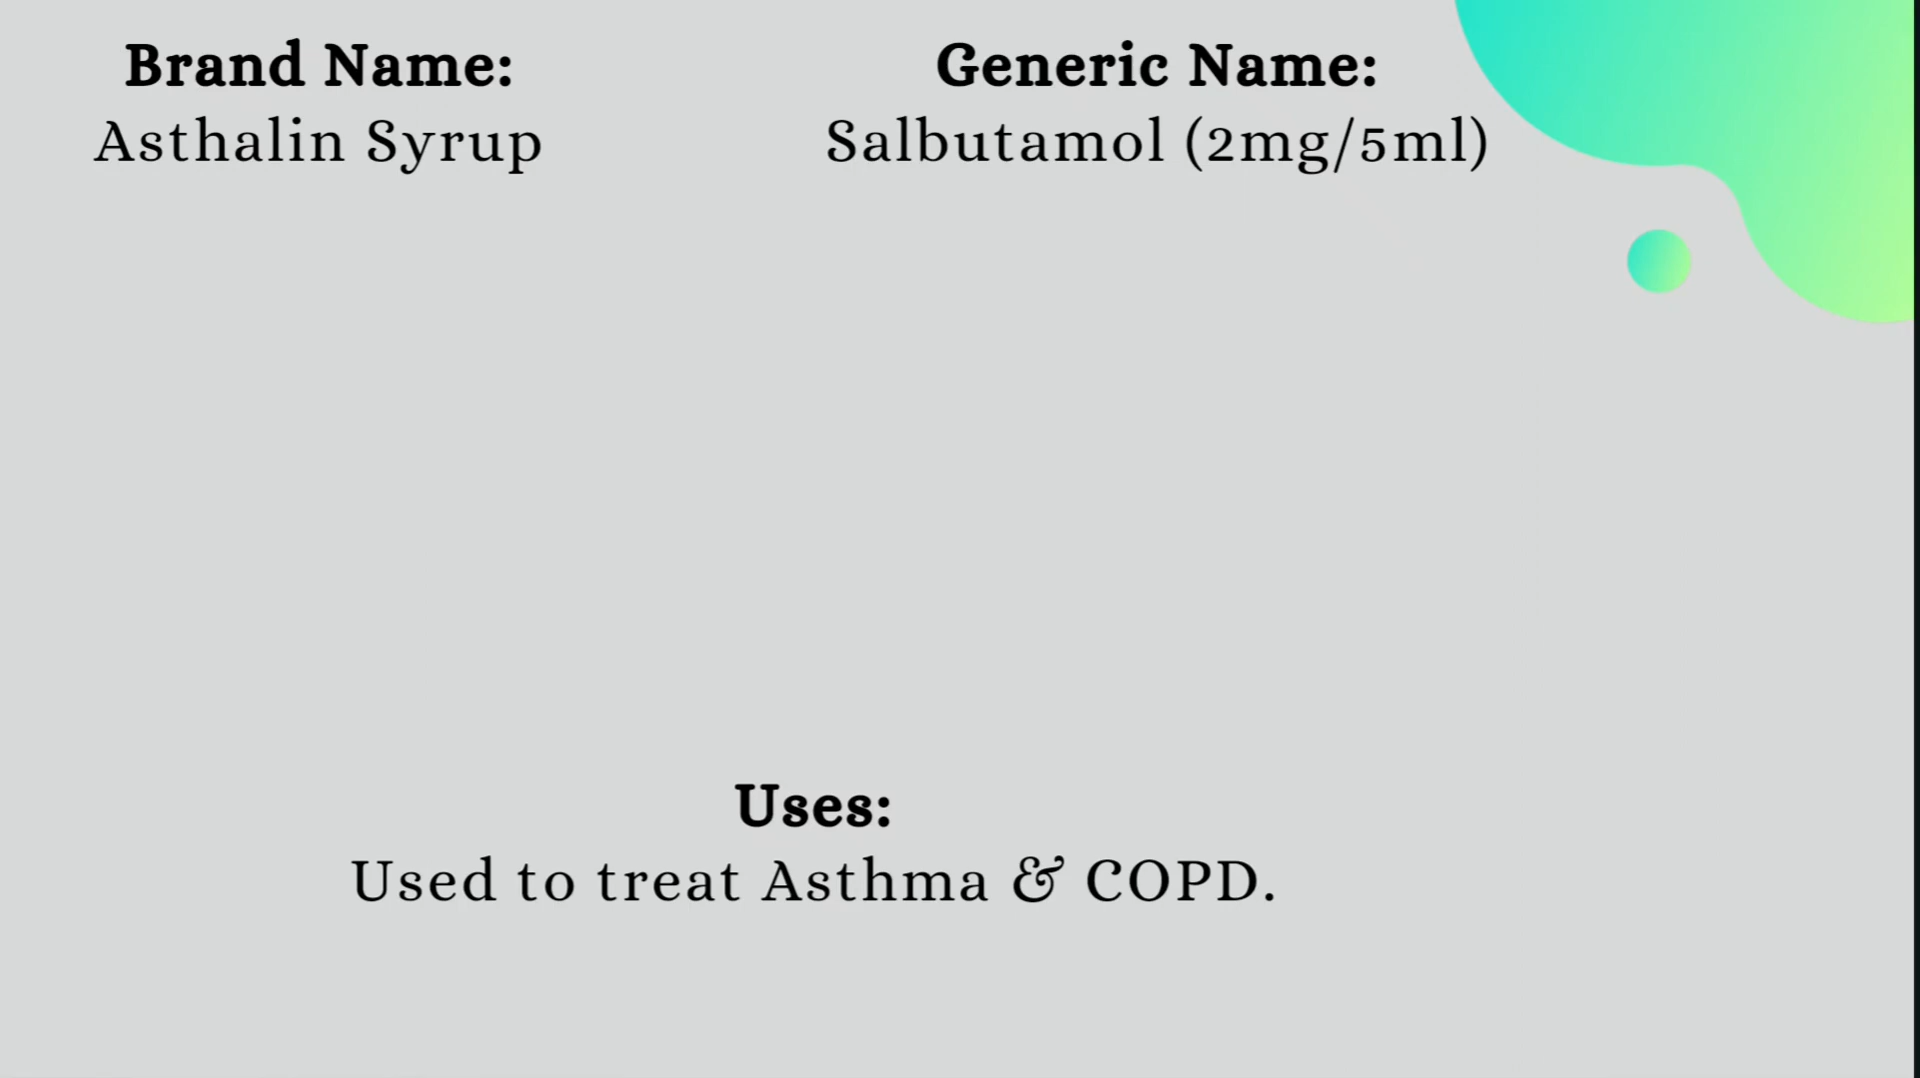 Brand Name:
Asthalin Syrup
Generic Name:
Salbutamol (2mg/5ml)
Uses:
Used to treat Asthma & COPD.